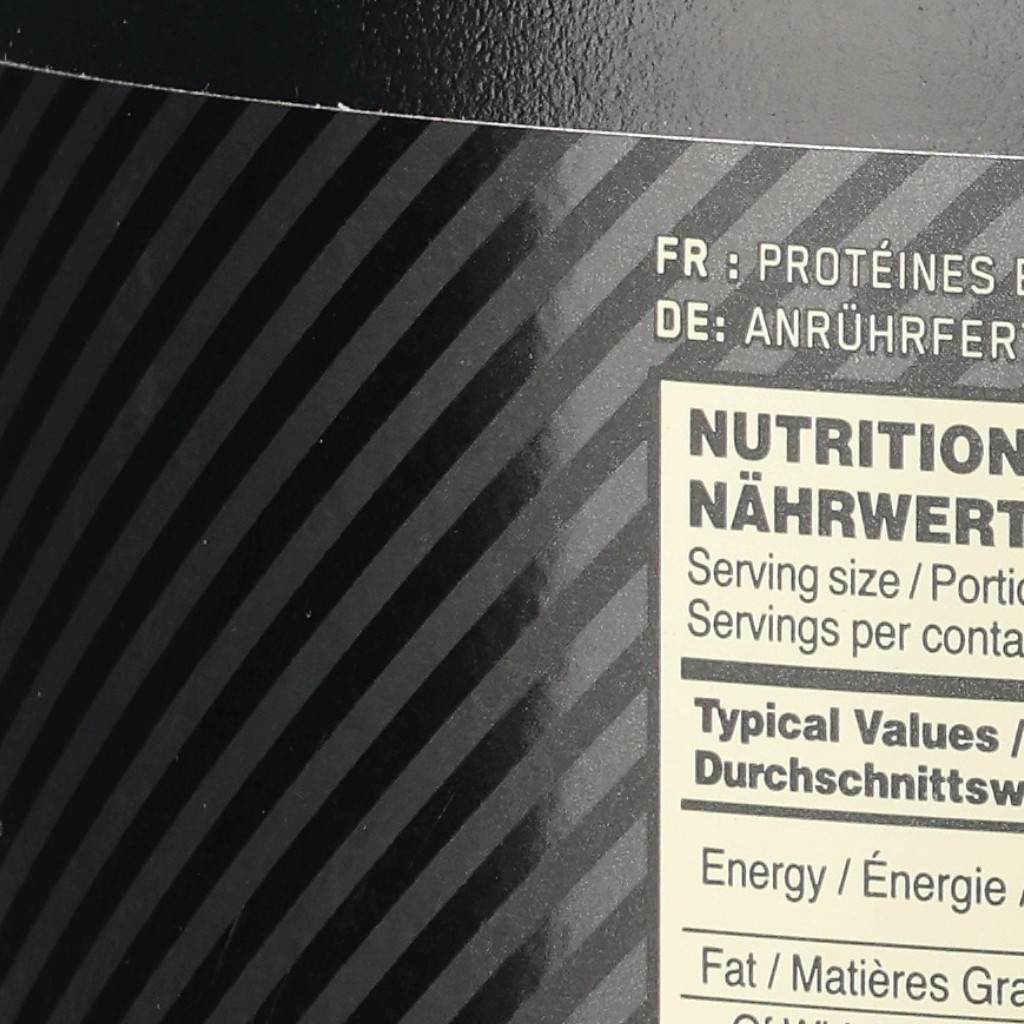 FR : PROTÉINES
DE: ANRÜHRFER
NUTRITION
NÄHRWERT
Serving size / Portio
Servings per conta
Typical Values /
Durchschnittsw
Energy / Énergie /
Fat / Matières Gra